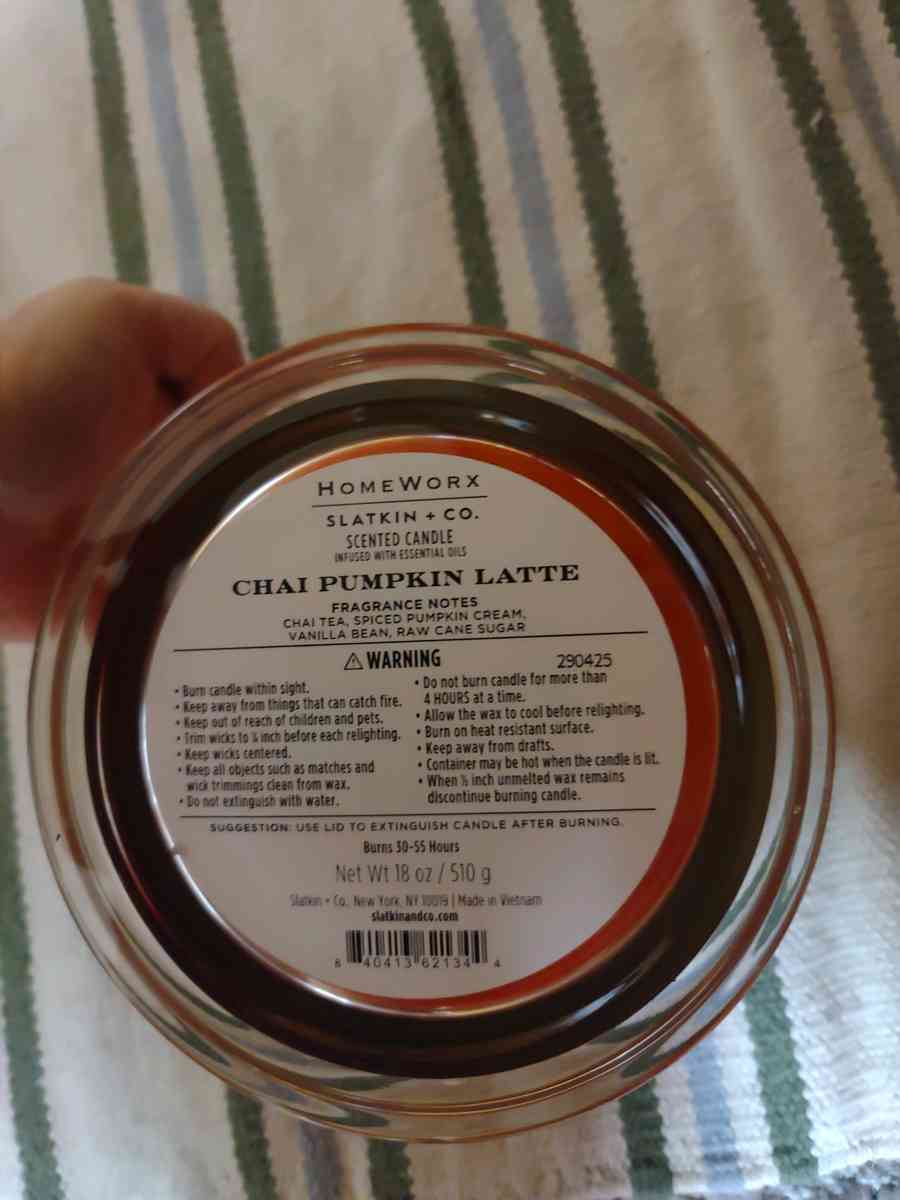 HOMEWORX
SLATKIN + CO.
SCENTED CANDLE
INFUSED WITH ESSENTIAL OILS
CHAI PUMPKIN LATTE
FRAGRANCE NOTES
CHAI TEA, SPICED PUMPKIN CREAM,
VANILLA BEAN, RAW CANE SUGAR
⚠ WARNING
290425
• Burn candle within sight.
• Keep away from things that can catch fire.
• Keep out of reach of children and pets.
• Trim wicks to ¼ inch before each relighting.
• Keep wicks centered.
• Keep all objects such as matches and
wick trimmings clean from wax.
• Do not extinguish with water.
• Do not burn candle for more than
4 HOURS at a time.
• Allow the wax to cool before relighting.
• Burn on heat resistant surface.
• Keep away from drafts.
• Container may be hot when the candle is lit.
• When ½ inch unmelted wax remains
discontinue burning candle.
SUGGESTION: USE LID TO EXTINGUISH CANDLE AFTER BURNING.
Burns 30-55 Hours
Net Wt 18 oz / 510 g
Slatkin + Co. New York, NY 10019 | Made in Vietnam
slatkinandco.com
8 40413 62134 4